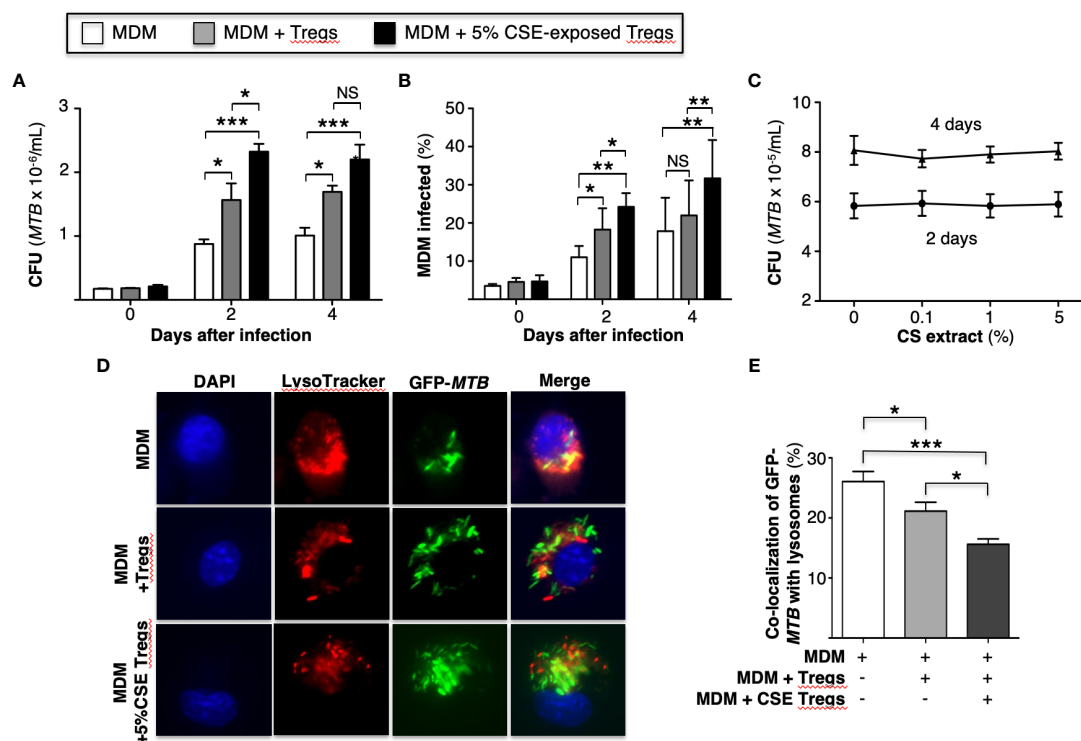 MDM MDM + Tregs MDM + 5% CSE-exposed Tregs
A
CFU (MTB x 10-6/mL)
3
2
1
* *** * NS *** *
0 2 4
Days after infection
B
MDM infected (%)
50
40
30
20
10
* ** * ** ** NS
0 2 4
Days after infection
C
CFU (MTB x 10-5/mL)
10
8
6
4
2
4 days
2 days
0 0.1 1 5
CS extract (%)
D
DAPI LysoTracker GFP-MTB Merge
MDM
MDM
+Tregs
MDM
+5%CSE Tregs
E
Co-localization of GFP-
MTB with lysosomes (%)
30
20
10
*
***
*
MDM + + +
MDM + Tregs - + +
MDM + CSE Tregs - - +